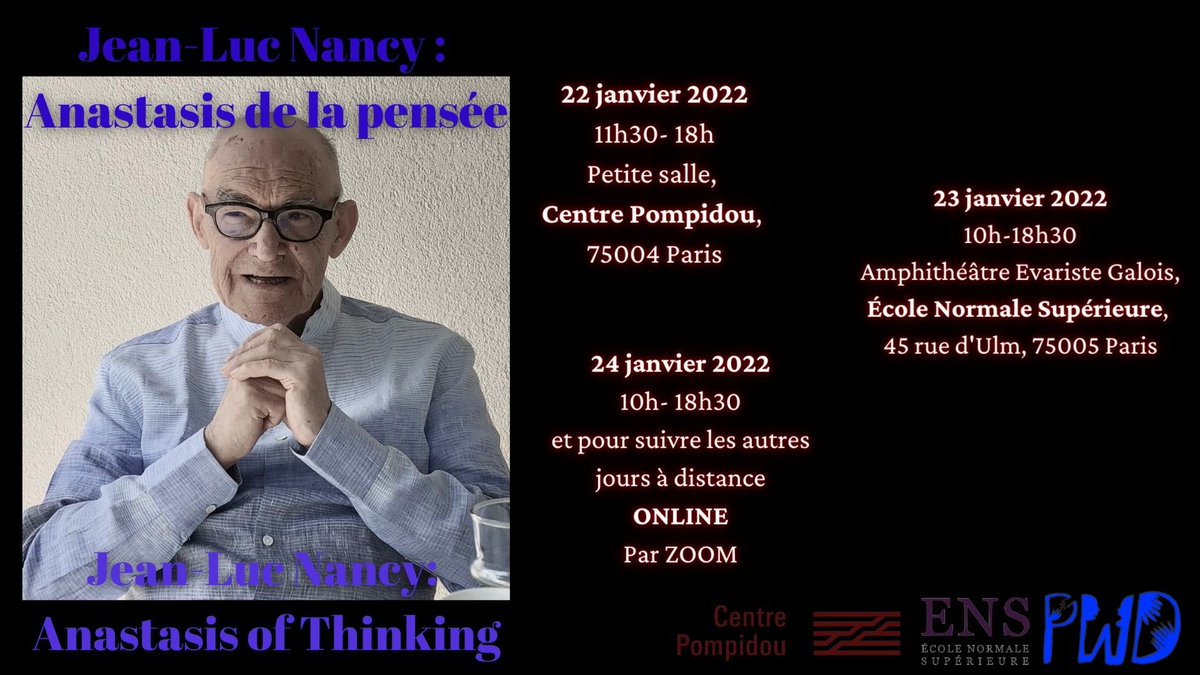 Jean-Luc Nancy :
Anastasis de la pensée
Jean-Luc Nancy:
Anastasis of Thinking
22 janvier 2022
11h30- 18h
Petite salle,
Centre Pompidou,
75004 Paris
23 janvier 2022
10h-18h30
Amphithéâtre Evariste Galois,
École Normale Supérieure,
45 rue d'Ulm, 75005 Paris
24 janvier 2022
10h- 18h30
et pour suivre les autres
jours à distance
ONLINE
Par ZOOM
Centre
Pompidou
ENS
ÉCOLE NORMALE
SUPÉRIEURE
PWD